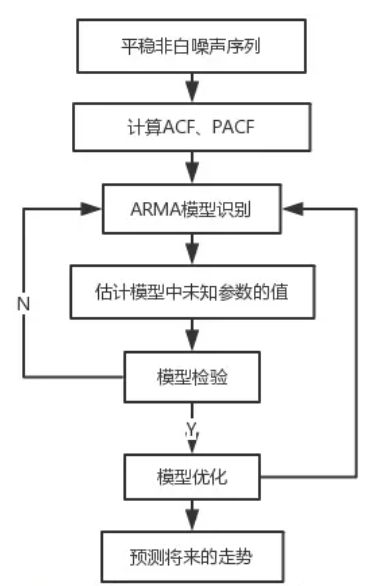 平稳非白噪声序列
计算ACF、PACF
ARMA模型识别
估计模型中未知参数的值
N
模型检验
Y
模型优化
预测将来的走势